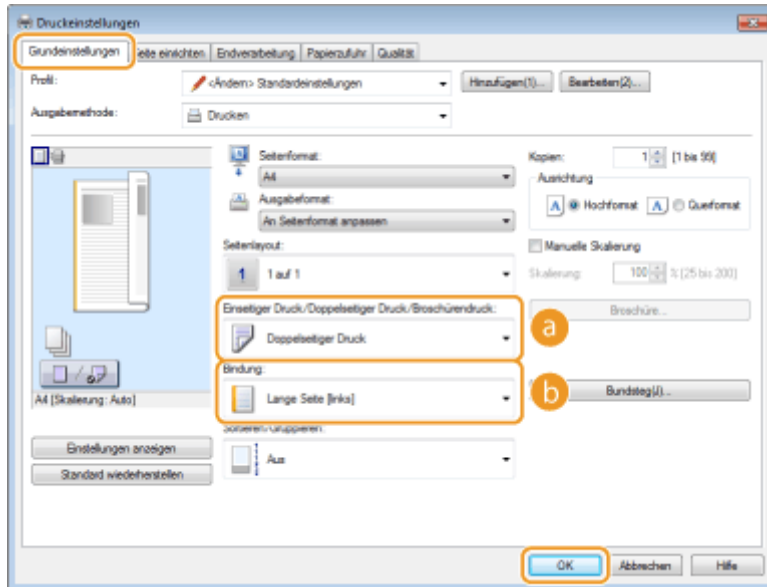 Druckeinstellungen
Grundeinstellungen Seite einrichten Endverarbeitung Papierzufuhr Qualität
Profil: <Ändern> Standardeinstellungen Hinzufügen(1)... Bearbeiten(2)...
Ausgabemethode: Drucken
Seitenformat: Kopien: 1 [1 bis 99]
A4 Ausrichtung
Ausgabeformat: A Hochformat A Querformat
An Seitenformat anpassen
Seitenlayout: Manuelle Skalierung
1 1 auf 1 Skalierung: 100 % [25 bis 200]
Einseitiger Druck/Doppelseitiger Druck/Broschürendruck: Broschüre...
Doppelseitiger Druck a
Bindung:
Lange Seite [links] b Bundsteg(J)...
A4 [Skalierung: Auto]
Sortieren/Gruppieren:
Einstellungen anzeigen
Aus
Standard wiederherstellen
OK Abbrechen Hilfe